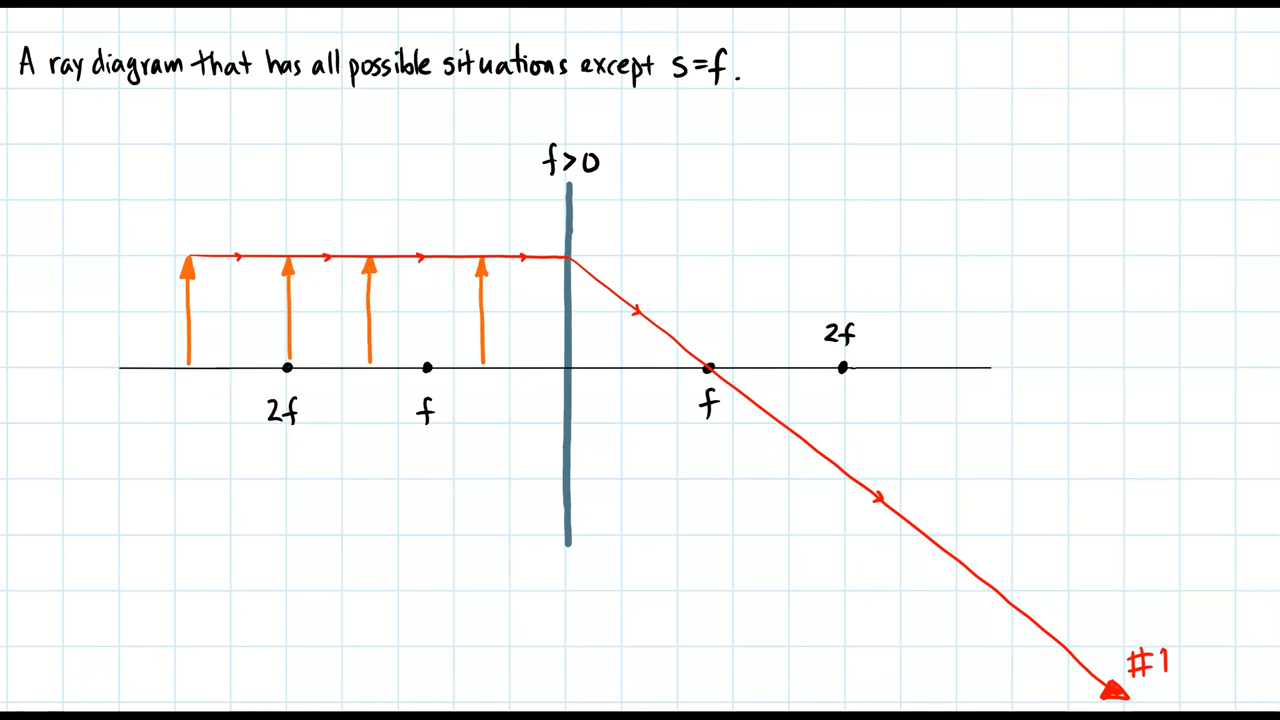 A ray diagram that has all possible situations except s=f.
f>0
2f
2f
f
f
#1